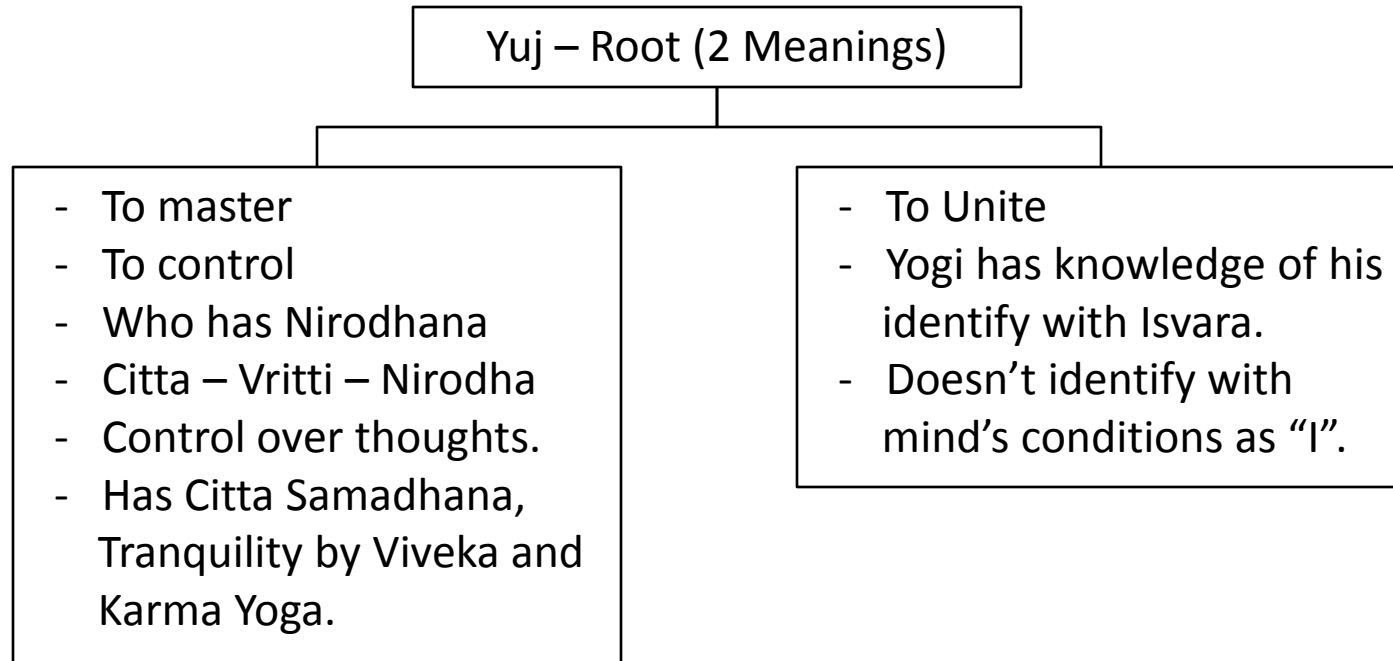 Yuj – Root (2 Meanings)
- To master
- To control
- Who has Nirodhana
- Citta – Vritti – Nirodha
- Control over thoughts.
- Has Citta Samadhana,
Tranquility by Viveka and
Karma Yoga.
- To Unite
- Yogi has knowledge of his
identify with Isvara.
- Doesn’t identify with
mind’s conditions as “I”.